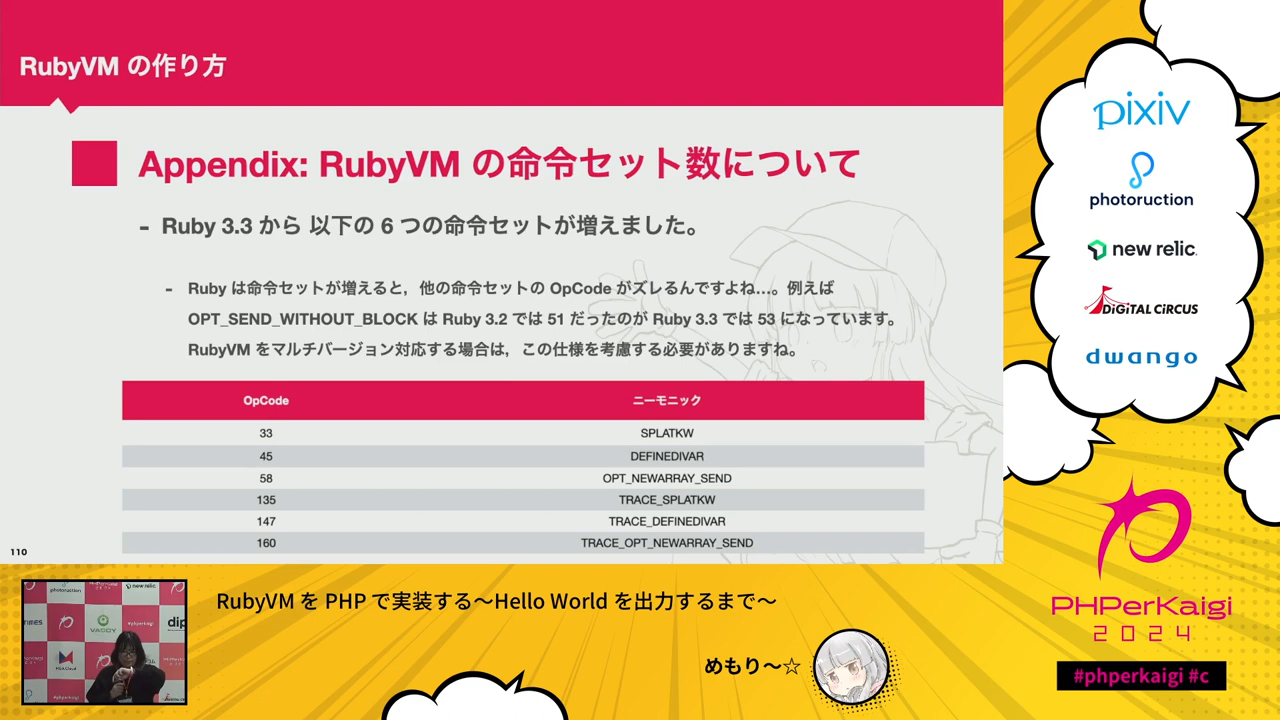 RubyVM の作り方
Appendix: RubyVM の命令セット数について
- Ruby 3.3 から 以下の 6 つの命令セットが増えました。
- Ruby は命令セットが増えると，他の命令セットの OpCode がズレるんですよね…。例えば
OPT_SEND_WITHOUT_BLOCK は Ruby 3.2 では 51 だったのが Ruby 3.3 では 53 になっています。
RubyVM をマルチバージョン対応する場合は，この仕様を考慮する必要がありますね。
OpCode ニーモニック
33 SPLATKW
45 DEFINEDIVAR
58 OPT_NEWARRAY_SEND
135 TRACE_SPLATKW
147 TRACE_DEFINEDIVAR
160 TRACE_OPT_NEWARRAY_SEND
110
pixiv
photoruction
new relic.
DiGiTAL CiRCUS
dwango
PHPerKaigi
2024
#phperkaigi #c
RubyVM を PHP で実装する〜Hello World を出力するまで〜
めもり〜☆
photoruction
new relic
VADDY
#phperkaigi
dip
#phperkaigi